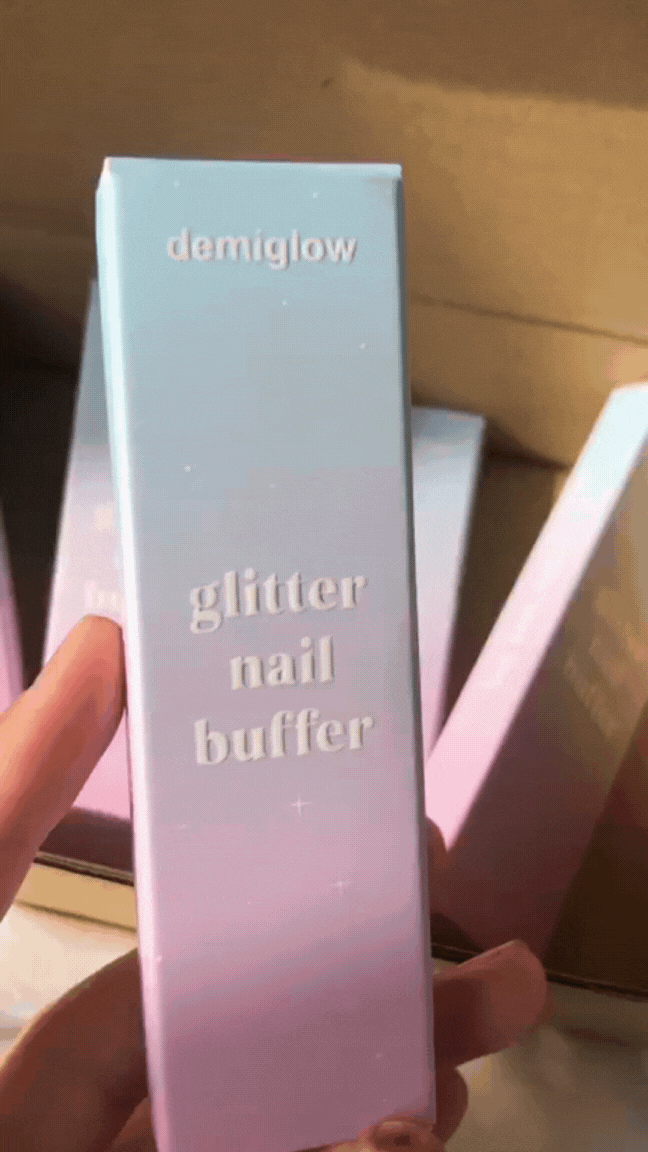 demiglow
glitter
nail
buffer